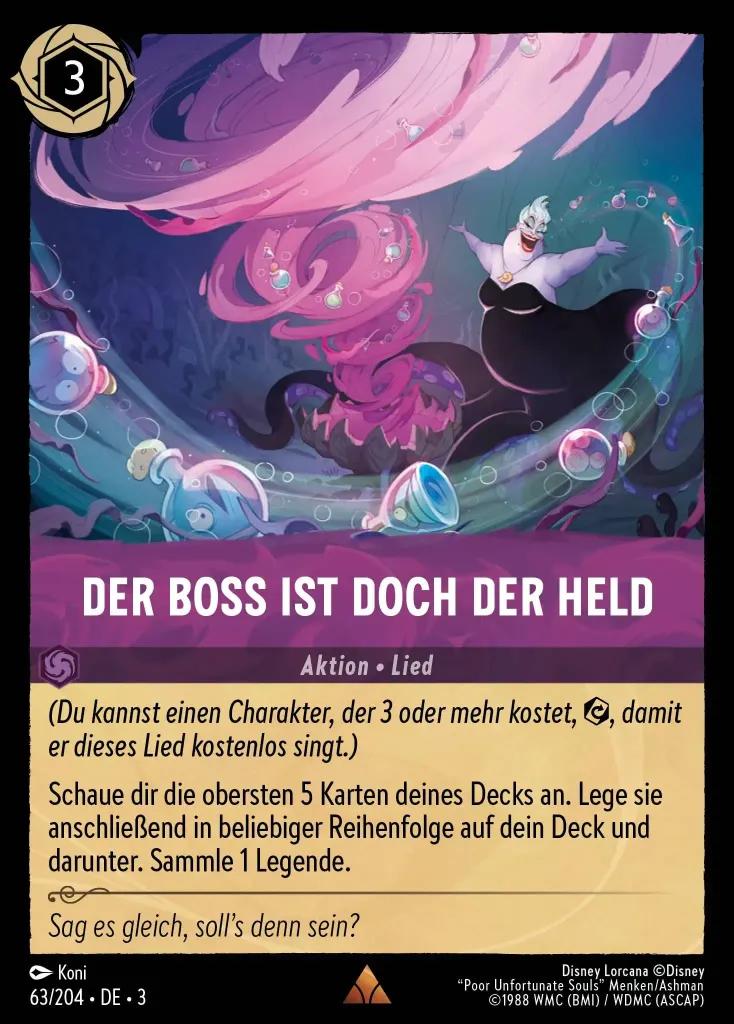 3
DER BOSS IST DOCH DER HELD
Aktion • Lied
(Du kannst einen Charakter, der 3 oder mehr kostet, , damit
er dieses Lied kostenlos singt.)
Schaue dir die obersten 5 Karten deines Decks an. Lege sie
anschließend in beliebiger Reihenfolge auf dein Deck und
darunter. Sammle 1 Legende.
Sag es gleich, soll's denn sein?
Koni
Disney Lorcana ©Disney
63/204 • DE • 3
"Poor Unfortunate Souls" Menken/Ashman
©1988 WMC (BMI) / WDMC (ASCAP)